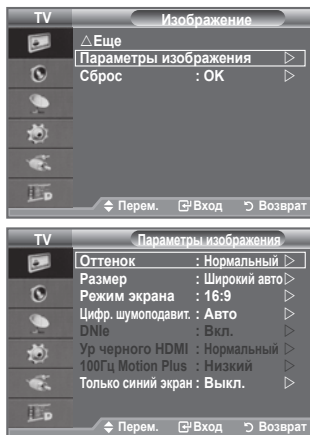 TV Изображение
△Еще
Параметры изображения ▷
Сброс : OK ▷
Перем. Вход Возврат
TV Параметры изображения
Оттенок : Нормальный ▷
Размер : Широкий авто▷
Режим экрана : 16:9 ▷
Цифр. шумоподавит. : Авто ▷
DNIe : Вкл. ▷
Ур черного HDMI : Нормальный ▷
100Гц Motion Plus : Низкий ▷
Только синий экран : Выкл. ▷
Перем. Вход Возврат